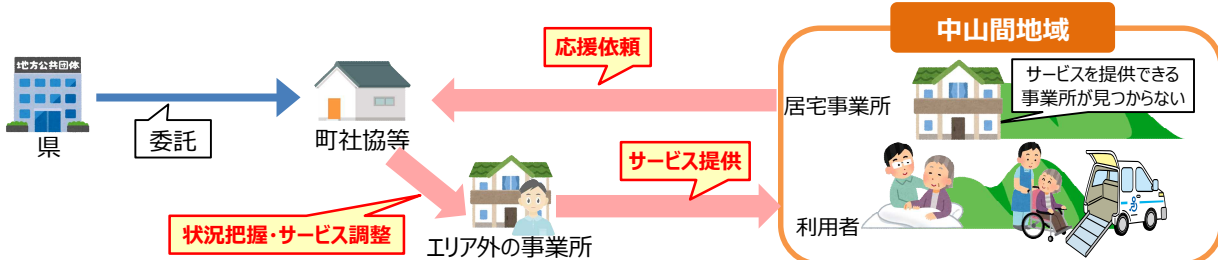 地方公共団体
県
委託
町社協等
応援依頼
状況把握・サービス調整
エリア外の事業所
サービス提供
中山間地域
居宅事業所
サービスを提供できる
事業所が見つからない
利用者